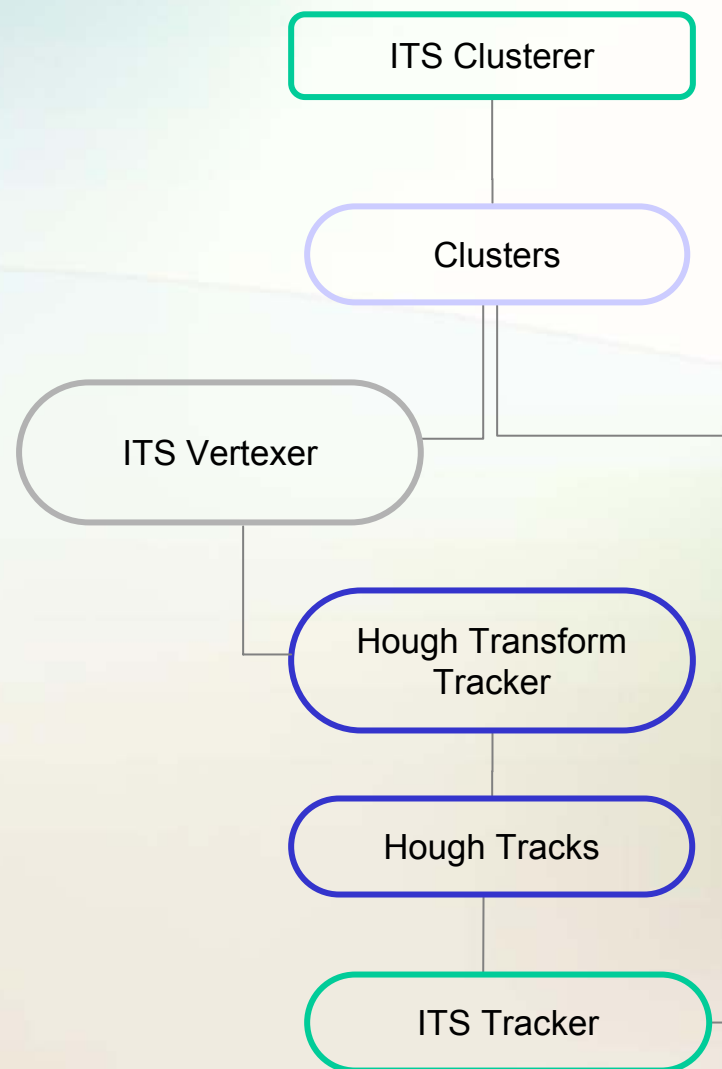 ITS Clusterer
Clusters
ITS Vertexer
Hough Transform
Tracker
Hough Tracks
ITS Tracker